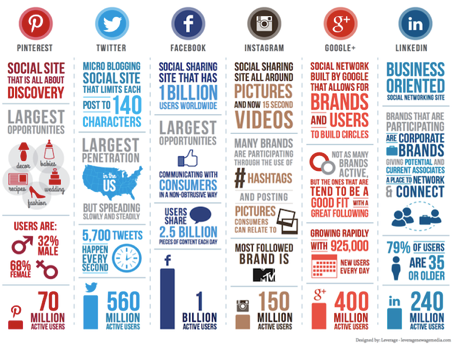 PINTEREST
SOCIAL SITE
THAT IS ALL ABOUT
DISCOVERY
LARGEST
OPPORTUNITIES
decor
babies
recipes
wedding
fashion
USERS ARE:
32%
MALE
68%
FEMALE
70
MILLION
ACTIVE USERS
TWITTER
MICRO BLOGGING
SOCIAL SITE
THAT LIMITS EACH
POST TO 140
CHARACTERS
LARGEST
PENETRATION
in the
US
BUT SPREADING
SLOWLY AND STEADILY
5,700 TWEETS
HAPPEN
EVERY
SECOND
560
MILLION
ACTIVE USERS
FACEBOOK
SOCIAL SHARING
SITE THAT HAS
1 BILLION
USERS WORLDWIDE
LARGEST
OPPORTUNITIES
COMMUNICATING WITH
CONSUMERS
IN A NON-OBTRUSIVE WAY
USERS
SHARE
2.5 BILLION
PIECES OF CONTENT EACH DAY
f
1
BILLION
ACTIVE USERS
INSTAGRAM
SOCIAL SHARING
SITE ALL AROUND
PICTURES
AND NOW 15 SECOND
VIDEOS
MANY BRANDS
ARE PARTICIPATING
THROUGH THE USE OF
#HASHTAGS
AND POSTING
PICTURES
CONSUMERS
CAN RELATE TO
MOST FOLLOWED
BRAND IS
MTV
150
MILLION
ACTIVE USERS
g+
GOOGLE+
SOCIAL NETWORK
BUILT BY GOOGLE
THAT ALLOWS FOR
BRANDS
AND USERS
TO BUILD CIRCLES
NOT AS MANY
BRANDS
ACTIVE,
BUT THE ONES THAT ARE
TEND TO BE A
GOOD FIT WITH A
GREAT FOLLOWING
GROWING RAPIDLY
WITH 925,000
NEW USERS
EVERY DAY
g+
400
MILLION
ACTIVE USERS
in
LINKEDIN
BUSINESS
ORIENTED
SOCIAL NETWORKING SITE
BRANDS THAT ARE
PARTICIPATING
ARE CORPORATE
BRANDS
GIVING POTENTIAL AND
CURRENT ASSOCIATES
A PLACE TO NETWORK
& CONNECT
79% OF USERS
ARE 35
OR OLDER
in
240
MILLION
ACTIVE USERS
Designed by: Leverage - leveragenewagemedia.com